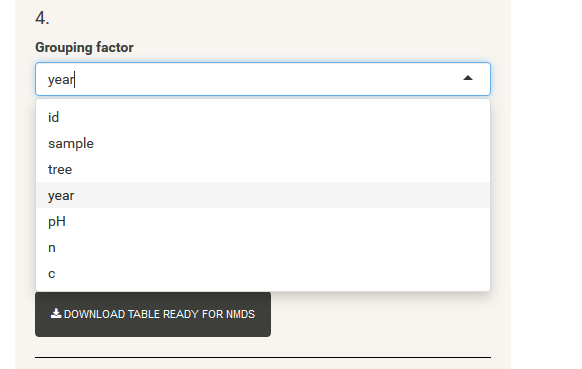 4.
Grouping factor
year
id
sample
tree
year
pH
n
c
DOWNLOAD TABLE READY FOR NMDS